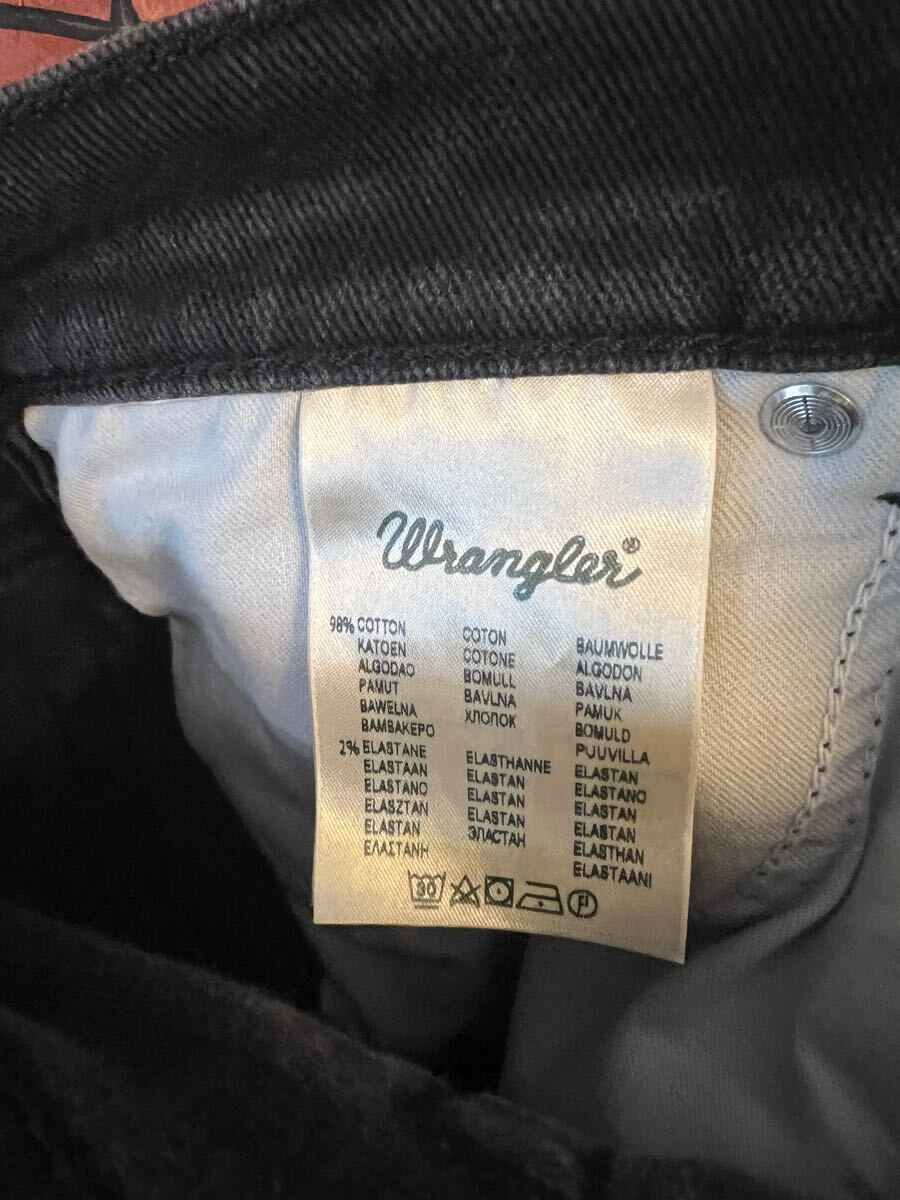 Wrangler®
98% COTTON COTON BAUMWOLLE
KATOEN COTONE ALGODON
ALGODAO BOMULL BAVLNA
PAMUT BAVLNA PAMUK
BAWELNA ХЛОПОК BOMULD
BAMBAKEPO PUUVILLA
2% ELASTANE ELASTHANNE ELASTAN
ELASTAAN ELASTAN ELASTANO
ELASTANO ELASTAN ELASTAN
ELASZTAN ELASTAN ELASTAN
ELASTAN ЭЛАСТАН ELASTHAN
ΕΛΑΣΤΑΝΗ ELASTAANI
30
F